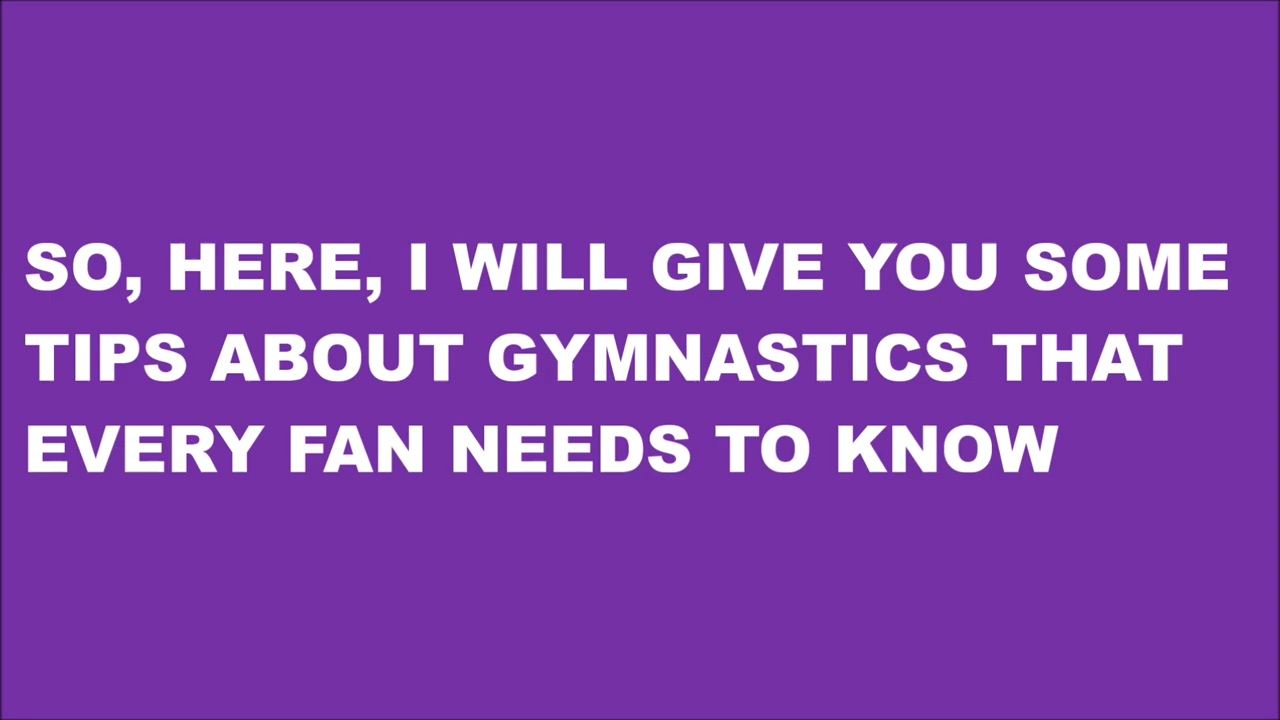 SO, HERE, I WILL GIVE YOU SOME
TIPS ABOUT GYMNASTICS THAT
EVERY FAN NEEDS TO KNOW